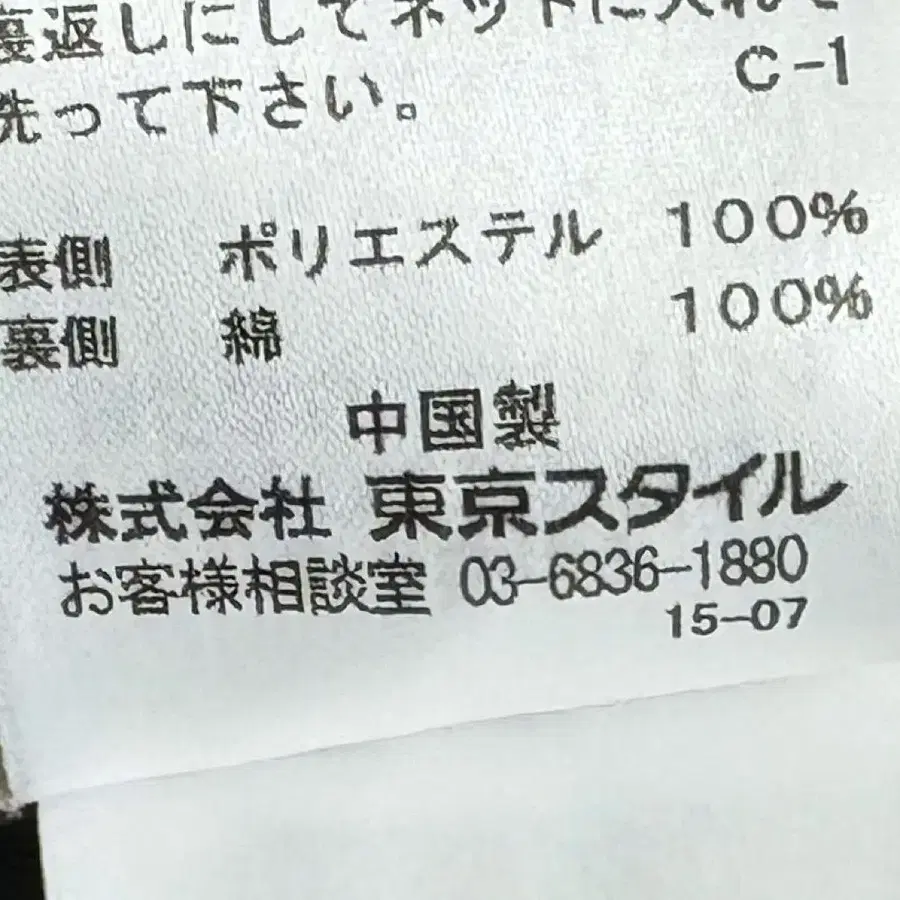 裏返しにしてネットに入れて
洗って下さい。
C-1
表側 ポリエステル 100%
裏側 綿 100%
中国製
株式会社 東京スタイル
お客様相談室 03-6836-1880
15-07